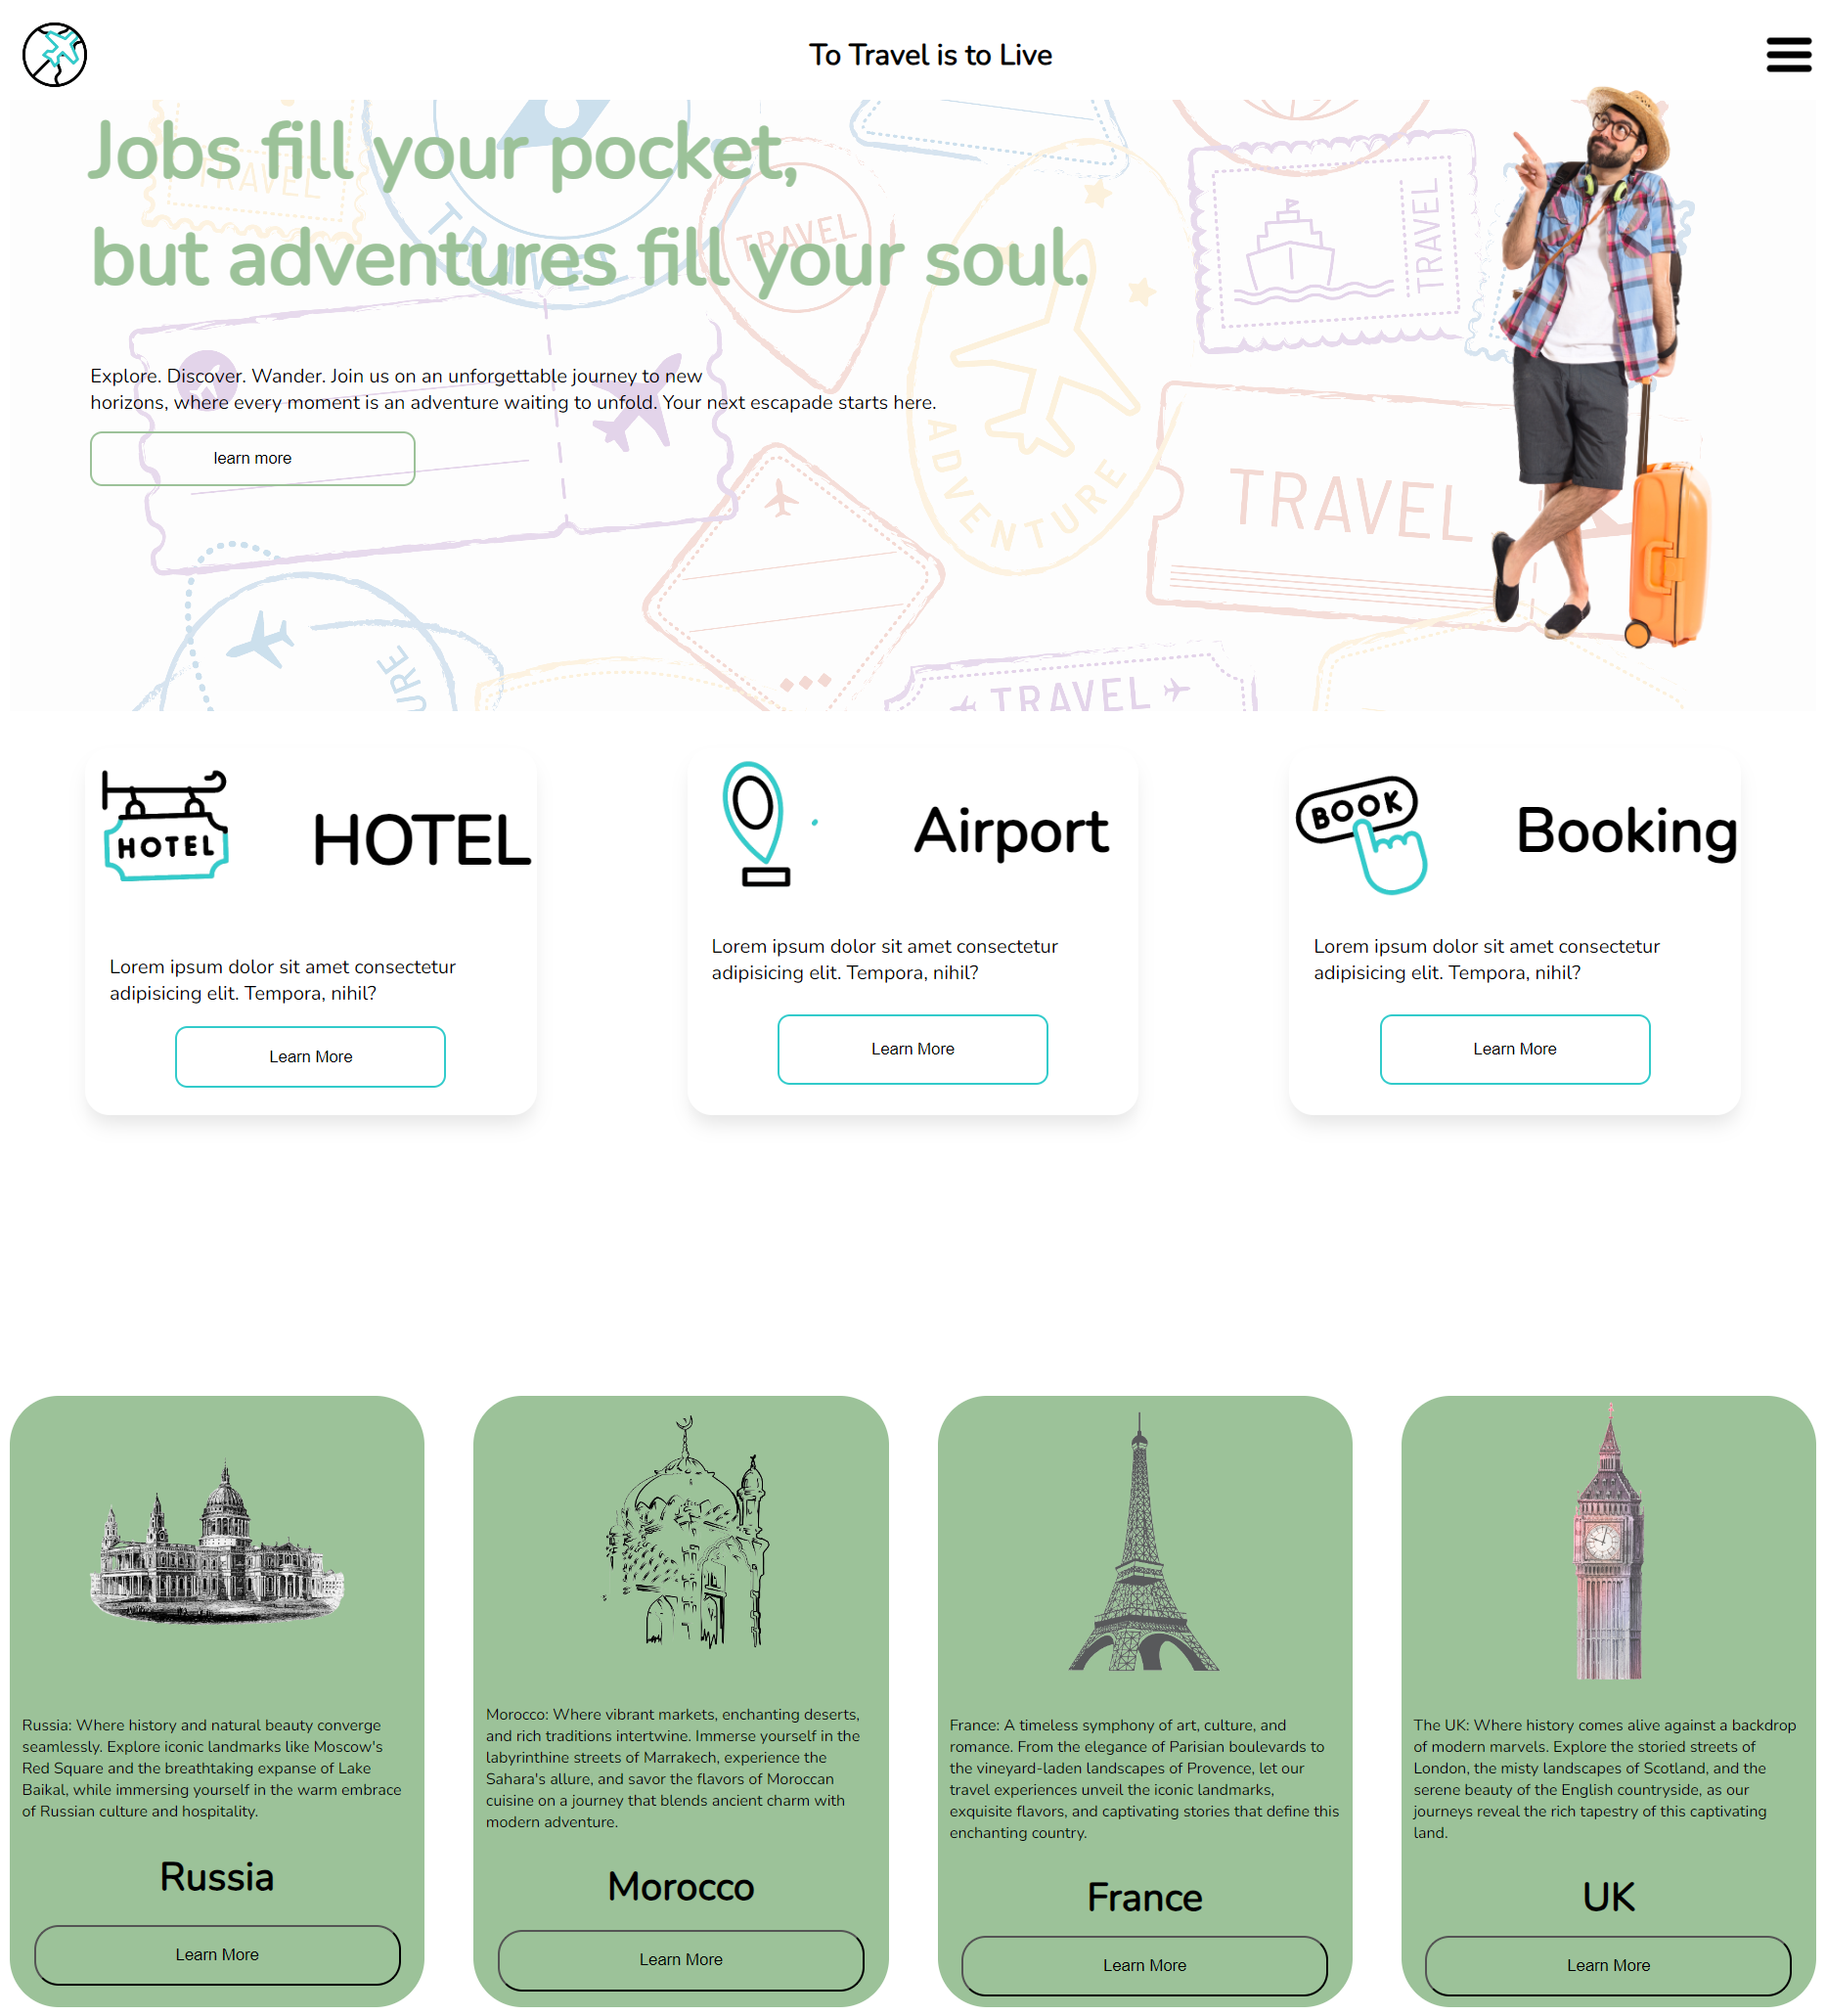 To Travel is to Live
Jobs fill your pocket,
but adventures fill your soul.
Explore. Discover. Wander. Join us on an unforgettable journey to new
horizons, where every moment is an adventure waiting to unfold. Your next escapade starts here.
learn more
TRAVEL
TRAVEL
TRAVEL
TRAVEL
ADVENTURE
TRAVEL
URE
TRAVEL
HOTEL
HOTEL
Lorem ipsum dolor sit amet consectetur
adipisicing elit. Tempora, nihil?
Learn More
Airport
Lorem ipsum dolor sit amet consectetur
adipisicing elit. Tempora, nihil?
Learn More
BOOK
Booking
Lorem ipsum dolor sit amet consectetur
adipisicing elit. Tempora, nihil?
Learn More
Russia: Where history and natural beauty converge
seamlessly. Explore iconic landmarks like Moscow's
Red Square and the breathtaking expanse of Lake
Baikal, while immersing yourself in the warm embrace
of Russian culture and hospitality.
Russia
Learn More
Morocco: Where vibrant markets, enchanting deserts,
and rich traditions intertwine. Immerse yourself in the
labyrinthine streets of Marrakech, experience the
Sahara's allure, and savor the flavors of Moroccan
cuisine on a journey that blends ancient charm with
modern adventure.
Morocco
Learn More
France: A timeless symphony of art, culture, and
romance. From the elegance of Parisian boulevards to
the vineyard-laden landscapes of Provence, let our
travel experiences unveil the iconic landmarks,
exquisite flavors, and captivating stories that define this
enchanting country.
France
Learn More
The UK: Where history comes alive against a backdrop
of modern marvels. Explore the storied streets of
London, the misty landscapes of Scotland, and the
serene beauty of the English countryside, as our
journeys reveal the rich tapestry of this captivating
land.
UK
Learn More